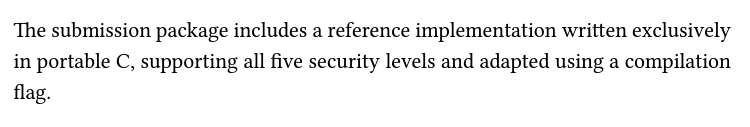 The submission package includes a reference implementation written exclusively
in portable C, supporting all five security levels and adapted using a compilation
flag.